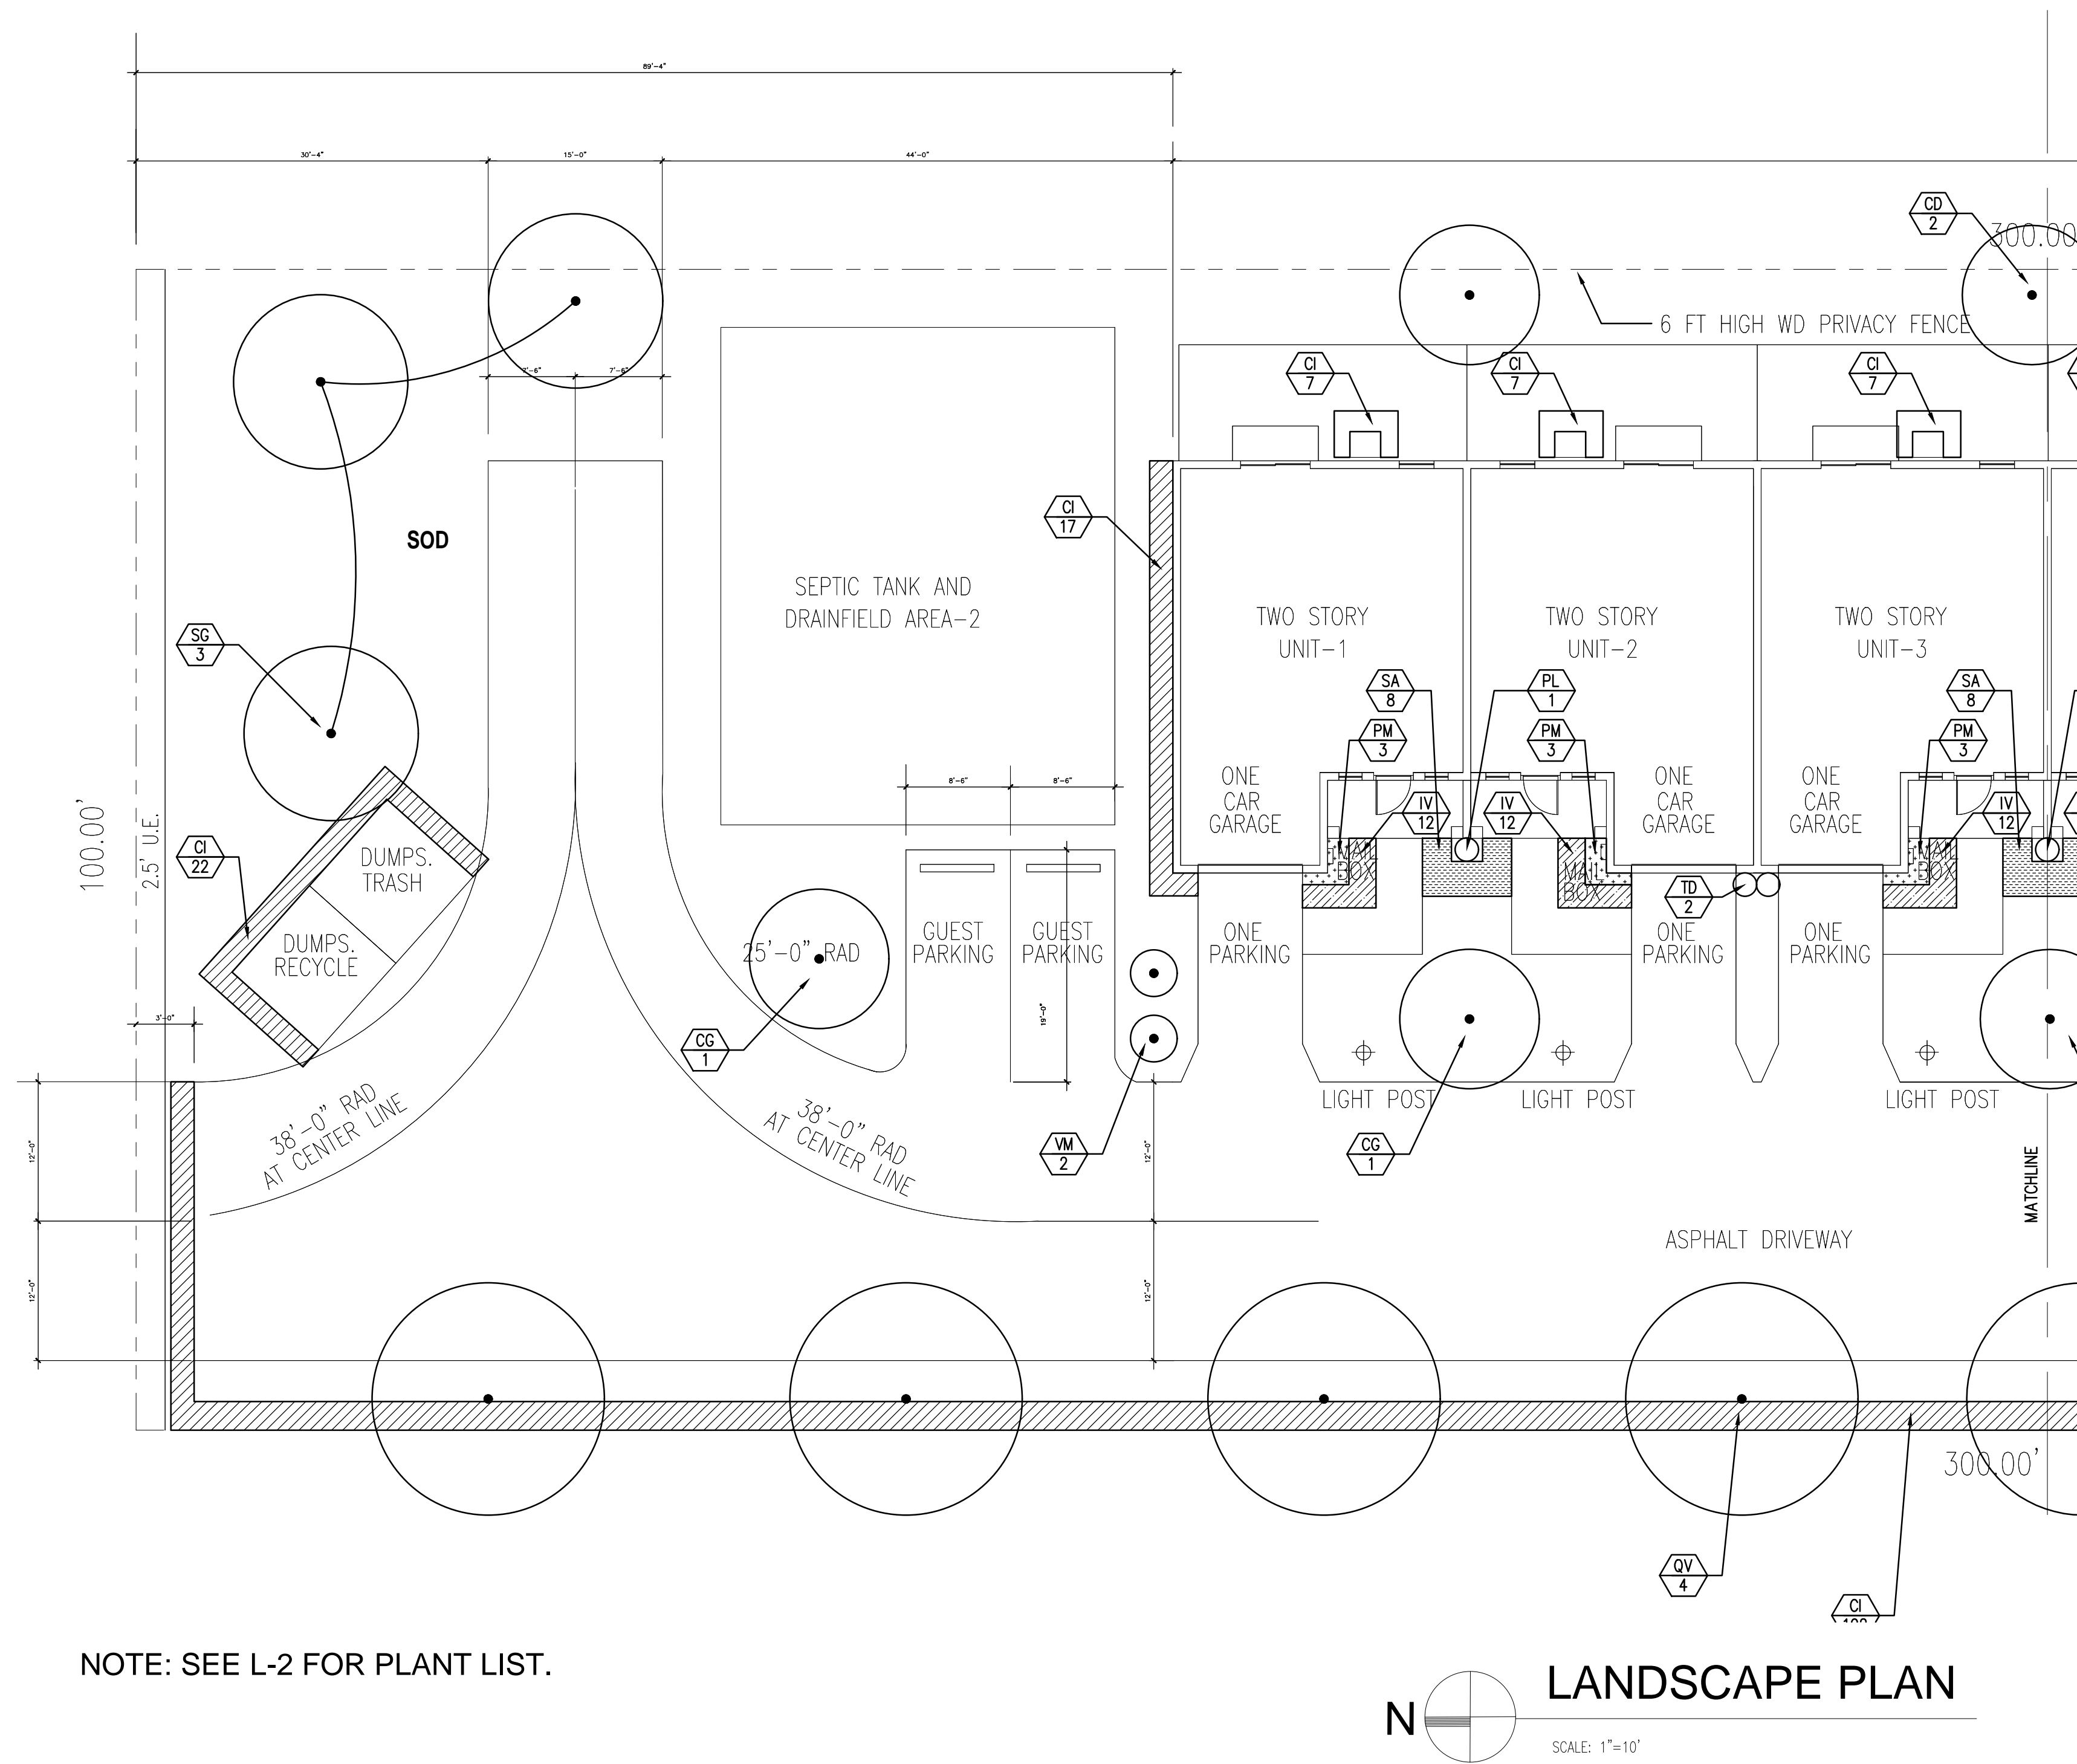 89'-4"
30'-4"
15'-0"
44'-0"
CD
2
300.00
6 FT HIGH WD PRIVACY FENCE
7'-6"
7'-6"
CI
7
CI
7
CI
7
SOD
CI
17
SEPTIC TANK AND
DRAINFIELD AREA-2
TWO STORY
UNIT-1
TWO STORY
UNIT-2
TWO STORY
UNIT-3
SG
3
SA
8
PL
1
SA
8
PM
3
PM
3
PM
3
8'-6"
8'-6"
ONE
CAR
GARAGE
ONE
CAR
GARAGE
ONE
CAR
GARAGE
IV
12
IV
12
IV
12
100.00'
2.5' U.E.
CI
22
DUMPS.
TRASH
MAIL
BOX
MAIL
BOX
MAIL
BOX
TD
2
DUMPS.
RECYCLE
25'-0" RAD
GUEST
PARKING
GUEST
PARKING
ONE
PARKING
ONE
PARKING
ONE
PARKING
3'-0"
19'-0"
CG
1
LIGHT POST
LIGHT POST
LIGHT POST
38'-0" RAD
AT CENTER LINE
38'-0" RAD
AT CENTER LINE
VM
2
CG
1
12'-0"
12'-0"
MATCHLINE
ASPHALT DRIVEWAY
12'-0"
12'-0"
300.00'
QV
4
CI
NOTE: SEE L-2 FOR PLANT LIST.
N
LANDSCAPE PLAN
SCALE: 1"=10'